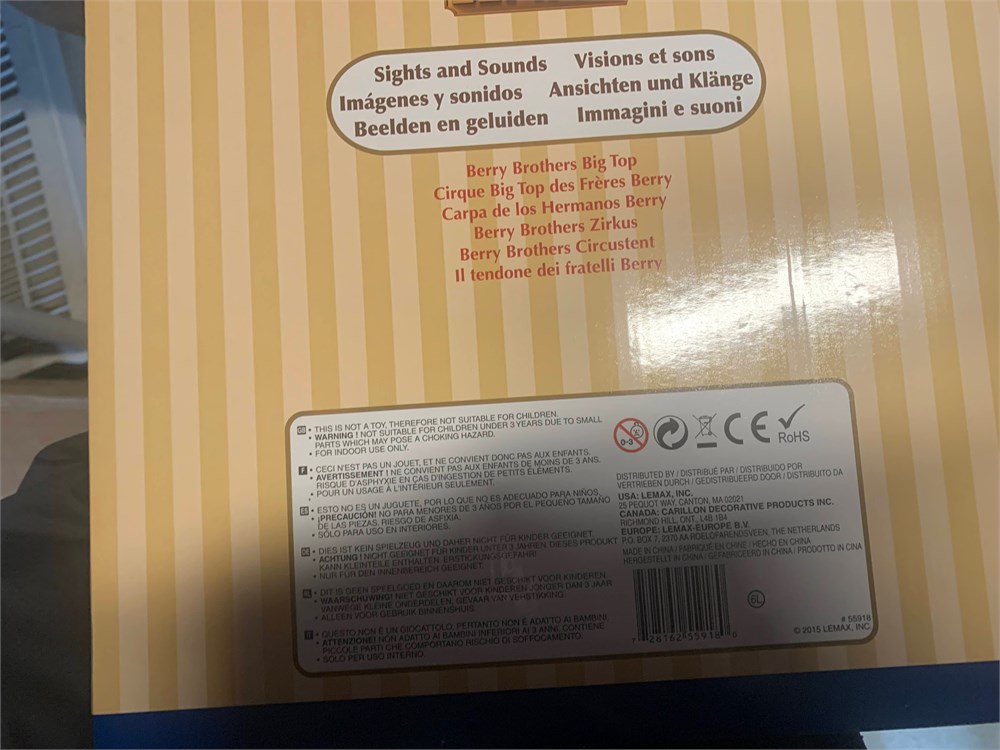 Sights and Sounds
Visions et sons
Imágenes y sonidos
Ansichten und Klänge
Beelden en geluiden
Immagini e suoni
Berry Brothers Big Top
Cirque Big Top des Frères Berry
Carpa de los Hermanos Berry
Berry Brothers Zirkus
Berry Brothers Circustent
Il tendone dei fratelli Berry
GB • THIS IS NOT A TOY, THEREFORE NOT SUITABLE FOR CHILDREN.
• WARNING ! NOT SUITABLE FOR CHILDREN UNDER 3 YEARS DUE TO SMALL
PARTS WHICH MAY POSE A CHOKING HAZARD.
• FOR INDOOR USE ONLY.
F • CECI N'EST PAS UN JOUET, ET NE CONVIENT DONC PAS AUX ENFANTS.
• AVERTISSEMENT ! NE CONVIENT PAS AUX ENFANTS DE MOINS DE 3 ANS.
RISQUE D'ASPHYXIE EN CAS D'INGESTION DE PETITS ÉLÉMENTS.
• POUR UN USAGE À L'INTÉRIEUR SEULEMENT.
ES • ESTO NO ES UN JUGUETE, POR LO QUE NO ES ADECUADO PARA NIÑOS.
• ¡PRECAUCIÓN! NO PARA MENORES DE 3 AÑOS POR EL PEQUEÑO TAMAÑO
DE LAS PIEZAS, RIESGO DE ASFIXIA.
• SÓLO PARA USO EN INTERIORES.
DE • DIES IST KEIN SPIELZEUG UND DAHER NICHT FÜR KINDER GEEIGNET.
• ACHTUNG ! NICHT GEEIGNET FÜR KINDER UNTER 3 JAHREN. DIESES PRODUKT
KANN KLEINTEILE ENTHALTEN. ERSTICKUNGSGEFAHR!
• NUR FÜR DEN INNENBEREICH GEEIGNET.
• DIT IS GEEN SPEELGOED EN DAAROM NIET GESCHIKT VOOR KINDEREN.
• WAARSCHUWING! NIET GESCHIKT VOOR KINDEREN JONGER DAN 3 JAAR
VANWEGE KLEINE ONDERDELEN, GEVAAR VAN VERSTIKKING.
• ALLEEN VOOR GEBRUIK BINNENSHUIS.
• QUESTO NON È UN GIOCATTOLO, PERTANTO NON È ADATTO AI BAMBINI
• ATTENZIONE! NON ADATTO AI BAMBINI INFERIORI AI 3 ANNI, CONTIENE
PICCOLE PARTI CHE COMPORTANO RISCHIO DI SOFFOCAMENTO.
• SOLO PER USO INTERNO.
0-3
CE
RoHS
DISTRIBUTED BY / DISTRIBUÉ PAR / DISTRIBUIDO POR
VERTRIEBEN DURCH / GEDISTRIBUEERD DOOR / DISTRIBUITO DA
USA: LEMAX, INC.
25 PEQUOT WAY, CANTON, MA 02021
CANADA: CARILLON DECORATIVE PRODUCTS INC.
RICHMOND HILL, ONT., L4B 1B4
EUROPE: LEMAX-EUROPE B.V.
P.O. BOX 7, 2370 AA ROELOFARENDSVEEN, THE NETHERLANDS
MADE IN CHINA / FABRIQUÉ EN CHINE / HECHO EN CHINA
HERGESTELLT IN CHINA / GEFABRICEERD IN CHINA / PRODOTTO IN CINA
6L
7 28162 55918 0
# 55918
© 2015 LEMAX, INC.